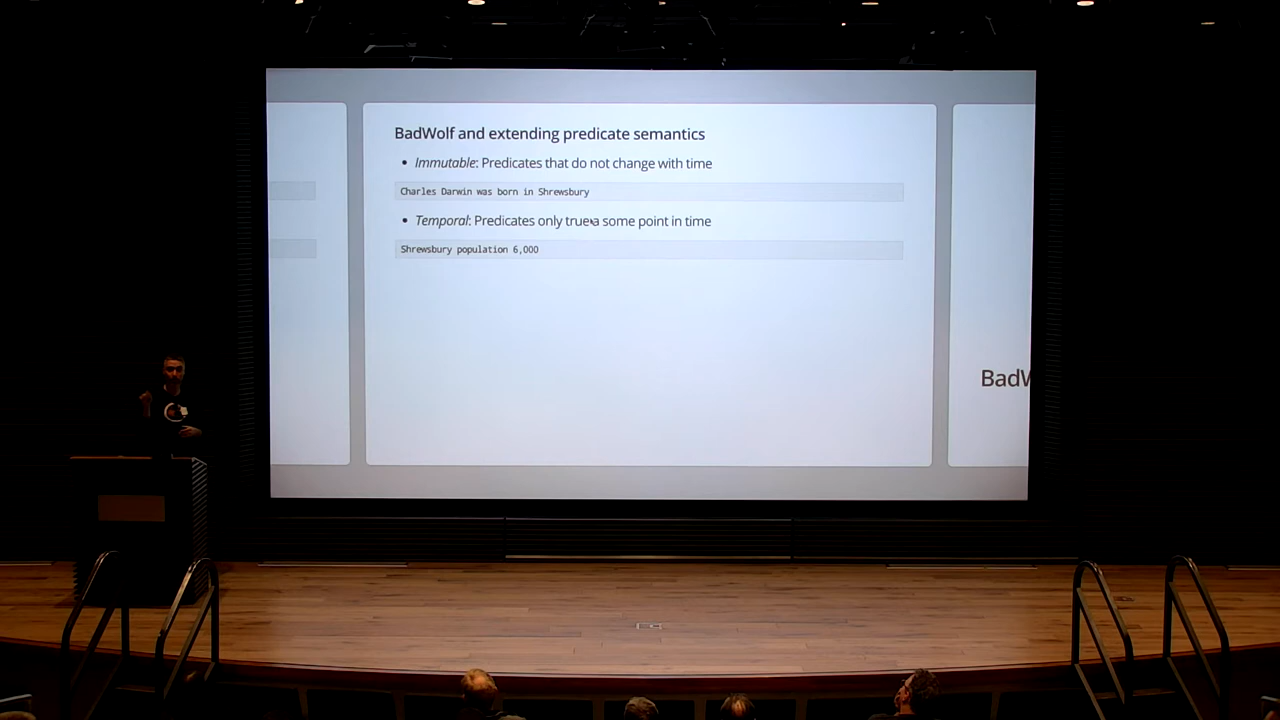 BadWolf and extending predicate semantics
• Immutable: Predicates that do not change with time
Charles Darwin was born in Shrewsbury
• Temporal: Predicates only true a some point in time
Shrewsbury population 6,000
BadW